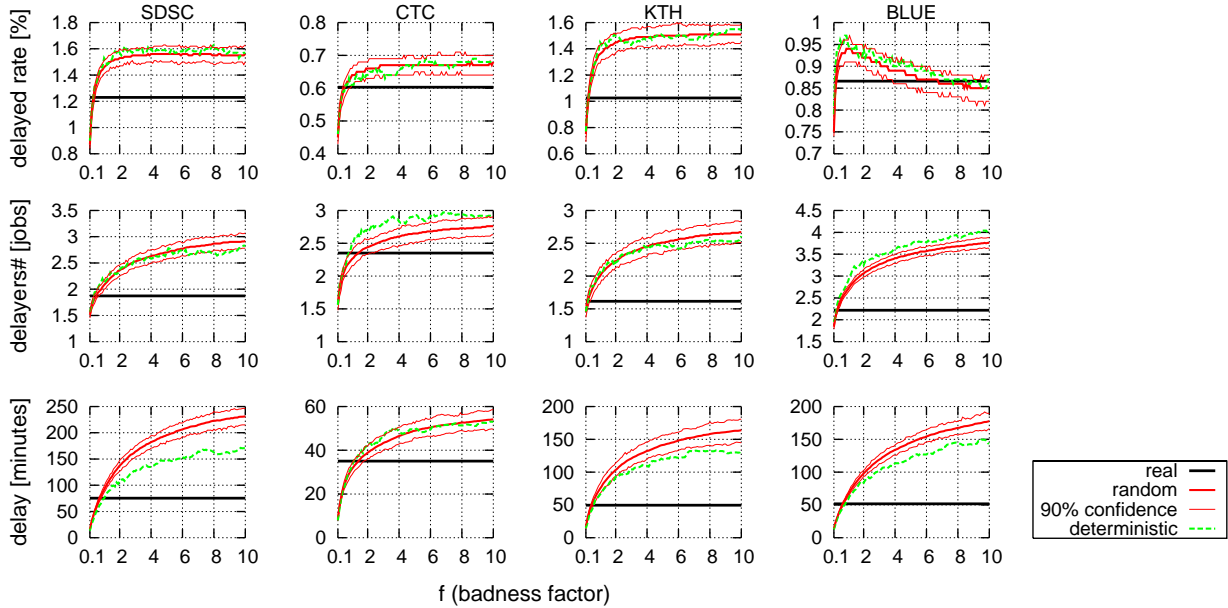 SDSC CTC KTH BLUE
delayed rate [%]
1.8 1.6 1.4 1.2 1 0.8
0.1 2 4 6 8 10
0.8 0.7 0.6 0.5 0.4
0.1 2 4 6 8 10
1.6 1.4 1.2 1 0.8 0.6
0.1 2 4 6 8 10
1 0.95 0.9 0.85 0.8 0.75 0.7
0.1 2 4 6 8 10
delayers# [jobs]
3.5 3 2.5 2 1.5 1
0.1 2 4 6 8 10
3 2.5 2 1.5 1
0.1 2 4 6 8 10
3 2.5 2 1.5 1
0.1 2 4 6 8 10
4.5 4 3.5 3 2.5 2 1.5
0.1 2 4 6 8 10
delay [minutes]
250 200 150 100 50 0
0.1 2 4 6 8 10
60 40 20 0
0.1 2 4 6 8 10
200 150 100 50 0
0.1 2 4 6 8 10
200 150 100 50 0
0.1 2 4 6 8 10
real
random
90% confidence
deterministic
f (badness factor)